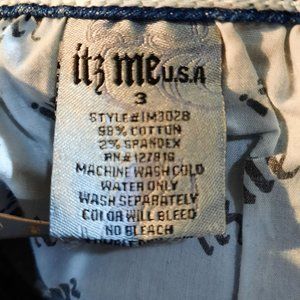 itz me U.S.A
3
STYLE#IM3028
98% COTTON
2% SPANDEX
RN#127816
MACHINE WASH COLD
WATER ONLY
WASH SEPARATELY
COLOR WILL BLEED
NO BLEACH